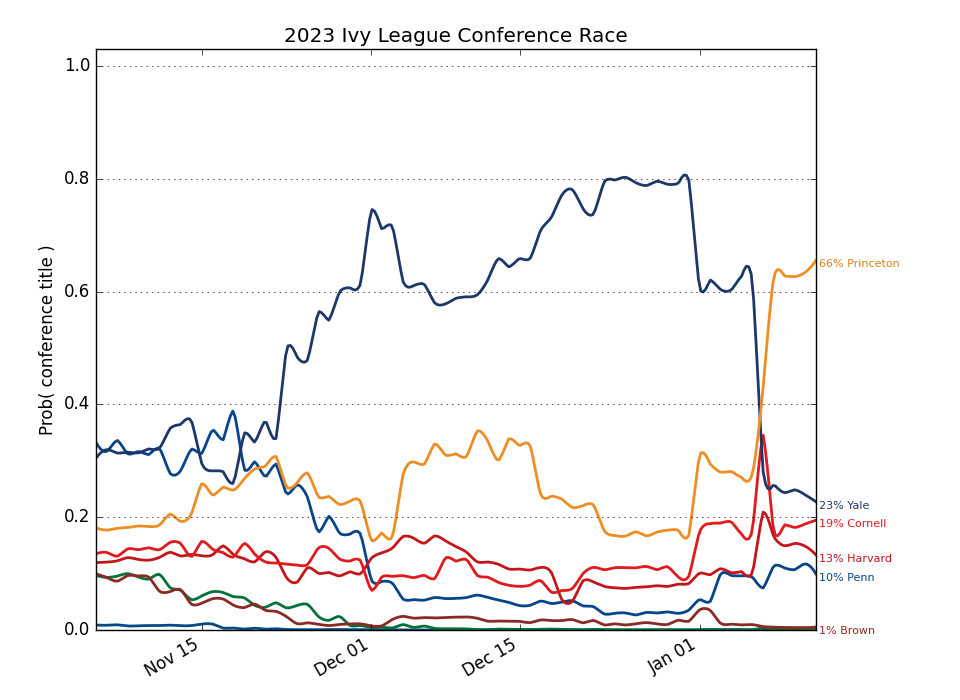 2023 Ivy League Conference Race
Prob( conference title )
1.0
0.8
0.6
0.4
0.2
0.0
Nov 15
Dec 01
Dec 15
Jan 01
66% Princeton
23% Yale
19% Cornell
13% Harvard
10% Penn
1% Brown